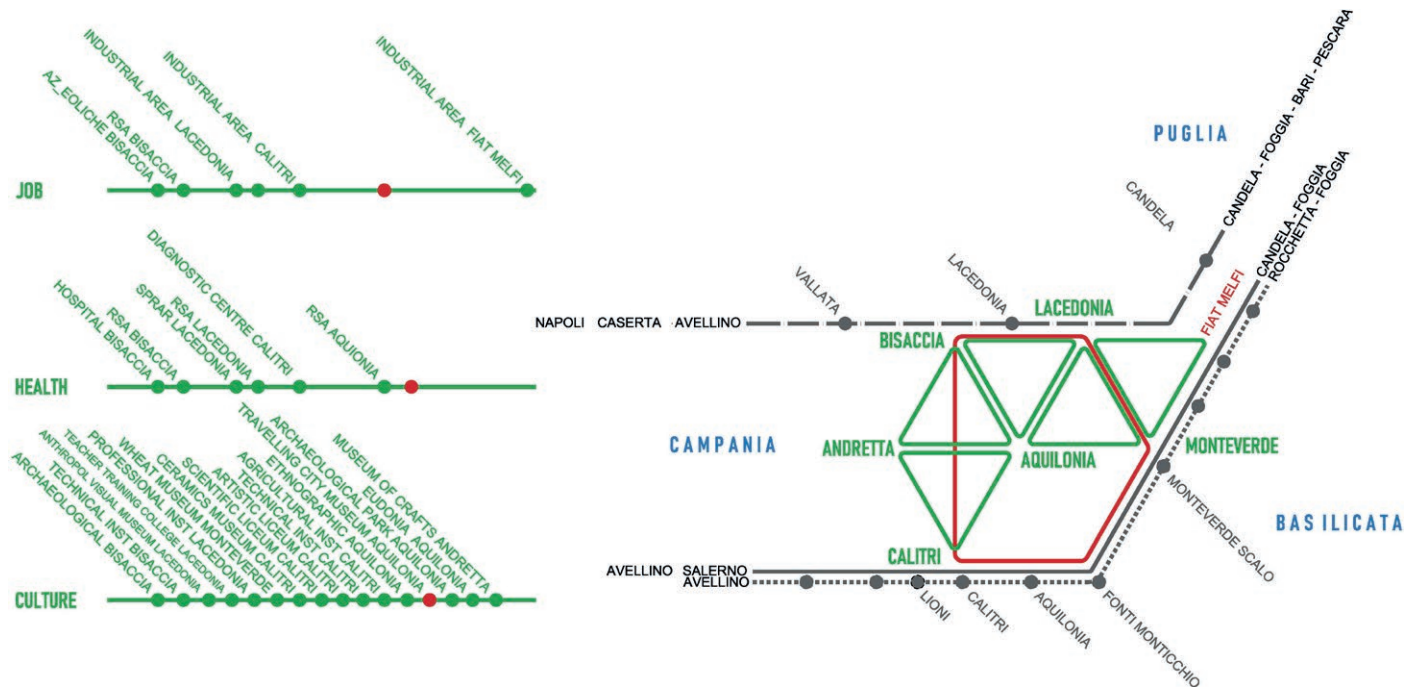 JOB
AZ_EOLICHE BISACCIA
RSA BISACCIA
INDUSTRIAL AREA LACEDONIA
INDUSTRIAL AREA CALITRI
INDUSTRIAL AREA FIAT MELFI
HEALTH
HOSPITAL BISACCIA
RSA BISACCIA
SPRAR LACEDONIA
RSA LACEDONIA
DIAGNOSTIC CENTRE CALITRI
RSA AQUIONIA
CULTURE
ARCHAEOLOGICAL BISACCIA
TECHNICAL INST BISACCIA
ANTHROPOL VISUAL MUSEUM LACEDONIA
TEACHER TRAINING COLLEGE LACEDONIA
PROFESSIONAL INST LACEDONIA
WHEAT MUSEUM MONTEVERDE
CERAMICS MUSEUM CALITRI
SCIENTIFIC LICEUM CALITRI
ARTISTIC LICEUM CALITRI
TECHNICAL INST CALITRI
AGRICULTURAL INST CALITRI
ETHNOGRAPHIC AQUILONIA
TRAVELLING CITY MUSEUM AQUILONIA
ARCHAEOLOGICAL PARK AQUILONIA
EUDONIA AQUILONIA
MUSEUM OF CRAFTS ANDRETTA
PUGLIA
CAMPANIA
BASILICATA
NAPOLI CASERTA AVELLINO
VALLATA
LACEDONIA
CANDELA
CANDELA - FOGGIA - BARI - PESCARA
CANDELA - FOGGIA
ROCCHETTA - FOGGIA
FIAT MELFI
LACEDONIA
BISACCIA
ANDRETTA
AQUILONIA
MONTEVERDE
CALITRI
AVELLINO SALERNO
AVELLINO
LIONI
CALITRI
AQUILONIA
FONTI MONTICCHIO
MONTEVERDE SCALO